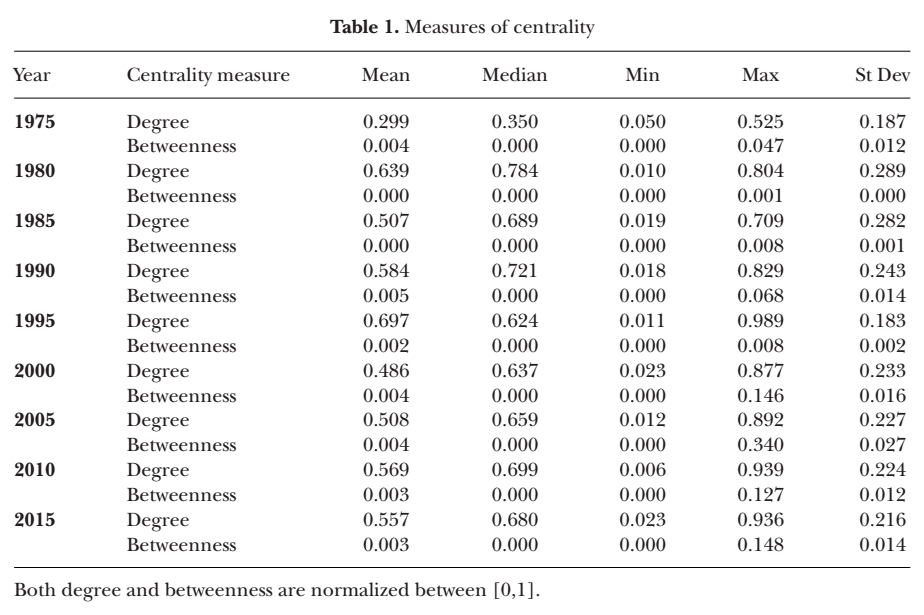 Table 1. Measures of centrality
Year Centrality measure Mean Median Min Max St Dev
1975 Degree 0.299 0.350 0.050 0.525 0.187
Betweenness 0.004 0.000 0.000 0.047 0.012
1980 Degree 0.639 0.784 0.010 0.804 0.289
Betweenness 0.000 0.000 0.000 0.001 0.000
1985 Degree 0.507 0.689 0.019 0.709 0.282
Betweenness 0.000 0.000 0.000 0.008 0.001
1990 Degree 0.584 0.721 0.018 0.829 0.243
Betweenness 0.005 0.000 0.000 0.068 0.014
1995 Degree 0.697 0.624 0.011 0.989 0.183
Betweenness 0.002 0.000 0.000 0.008 0.002
2000 Degree 0.486 0.637 0.023 0.877 0.233
Betweenness 0.004 0.000 0.000 0.146 0.016
2005 Degree 0.508 0.659 0.012 0.892 0.227
Betweenness 0.004 0.000 0.000 0.340 0.027
2010 Degree 0.569 0.699 0.006 0.939 0.224
Betweenness 0.003 0.000 0.000 0.127 0.012
2015 Degree 0.557 0.680 0.023 0.936 0.216
Betweenness 0.003 0.000 0.000 0.148 0.014
Both degree and betweenness are normalized between [0,1].